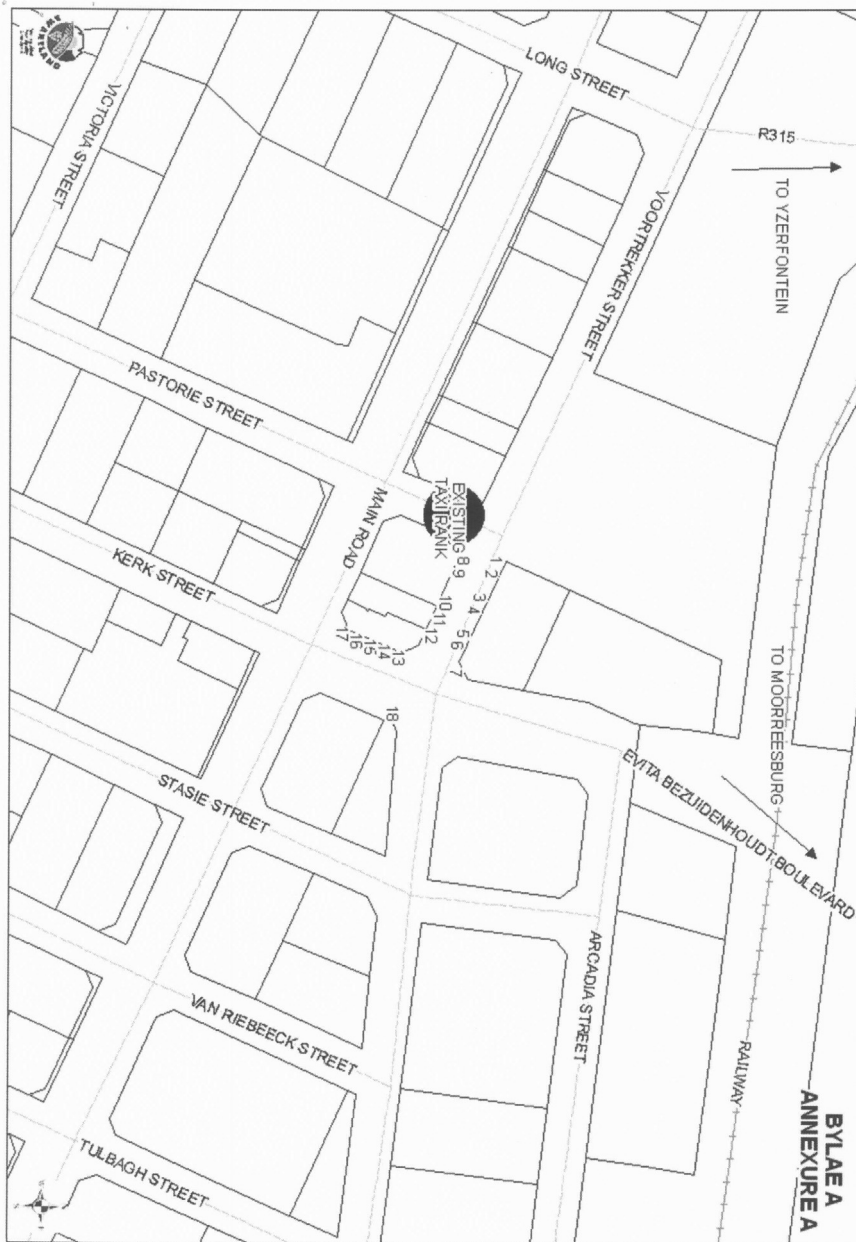 BYLAE A
ANNEXURE A
R315
TO YZERFONTEIN
LONG STREET
VOORTREKKER STREET
TO MOORREESBURG
EVITA BEZUIDENHOUDT BOULEVARD
RAILWAY
ARCADIA STREET
EXISTING
TAXI RANK
1
2
3
4
5
6
7
8
9
10
11
12
13
14
15
16
17
18
MAIN ROAD
VICTORIA STREET
PASTORIE STREET
KERK STREET
STASIE STREET
VAN RIEBEECK STREET
TULBAGH STREET